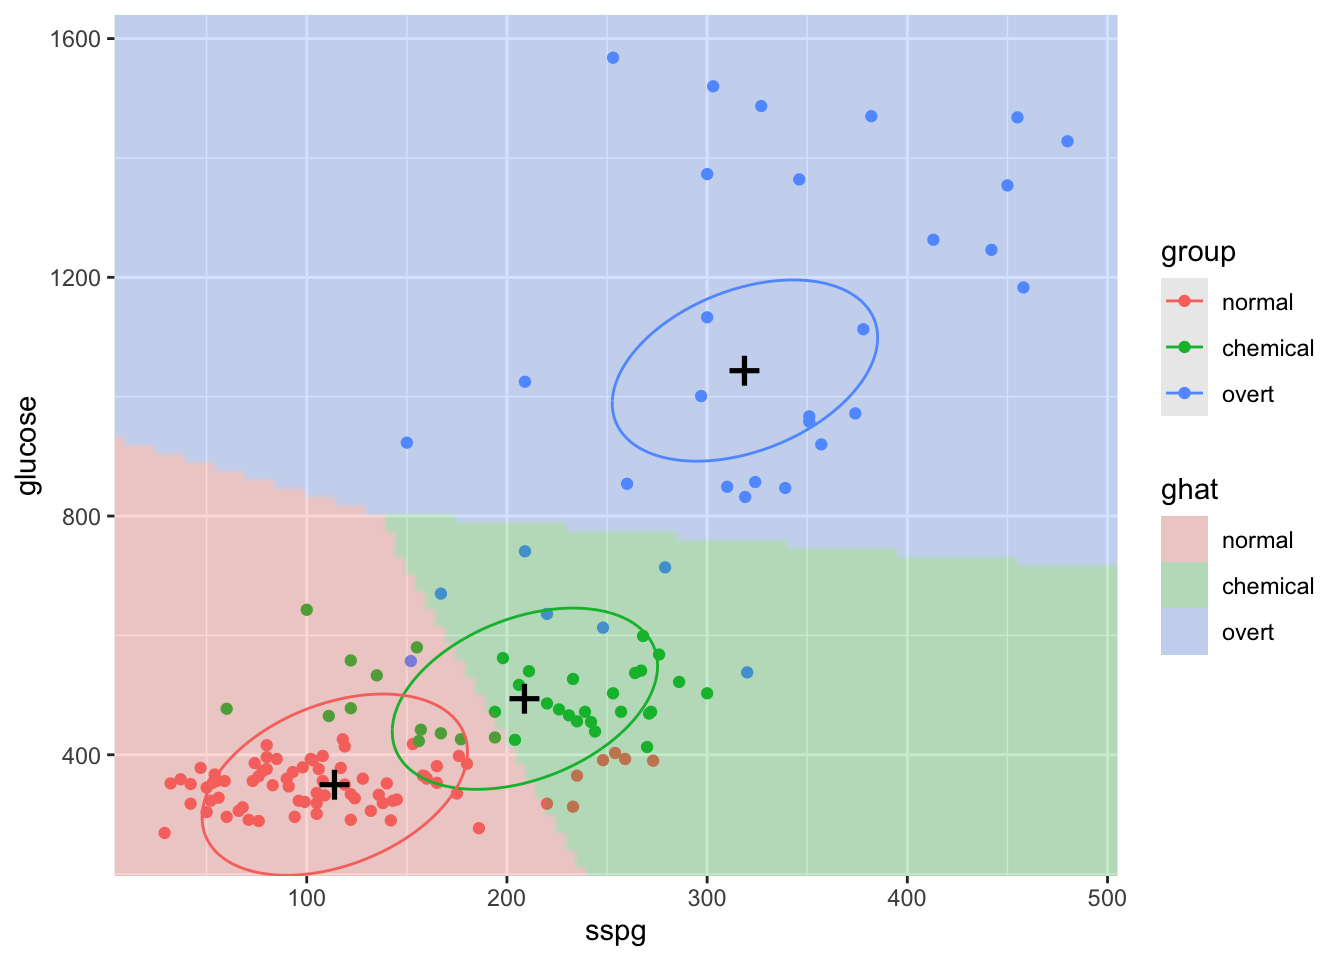 1600
1200
800
400
glucose
100
200
300
400
500
sspg
group
normal
chemical
overt
ghat
normal
chemical
overt